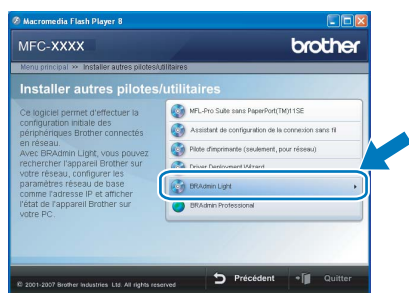 Macromedia Flash Player 8
MFC-XXXX
brother
Menu principal >> Installer autres pilotes/utilitaires
Installer autres pilotes/utilitaires
Ce logiciel permet d'effectuer la
configuration initiale des
périphériques Brother connectés
en réseau.
Avec BRAdmin Light, vous pouvez
rechercher l'appareil Brother sur
votre réseau, configurer les
paramètres réseau de base
comme l'adresse IP et afficher
l'état de l'appareil Brother sur
votre PC.
MFL-Pro Suite sans PaperPort(TM)11SE
Assistant de configuration de la connexion sans fil
Pilote d'imprimante (seulement, pour réseau)
Driver Deployment Wizard
BRAdmin Light
BRAdmin Professional
© 2001-2007 Brother Industries Ltd. All rights reserved
Précédent
Quitter